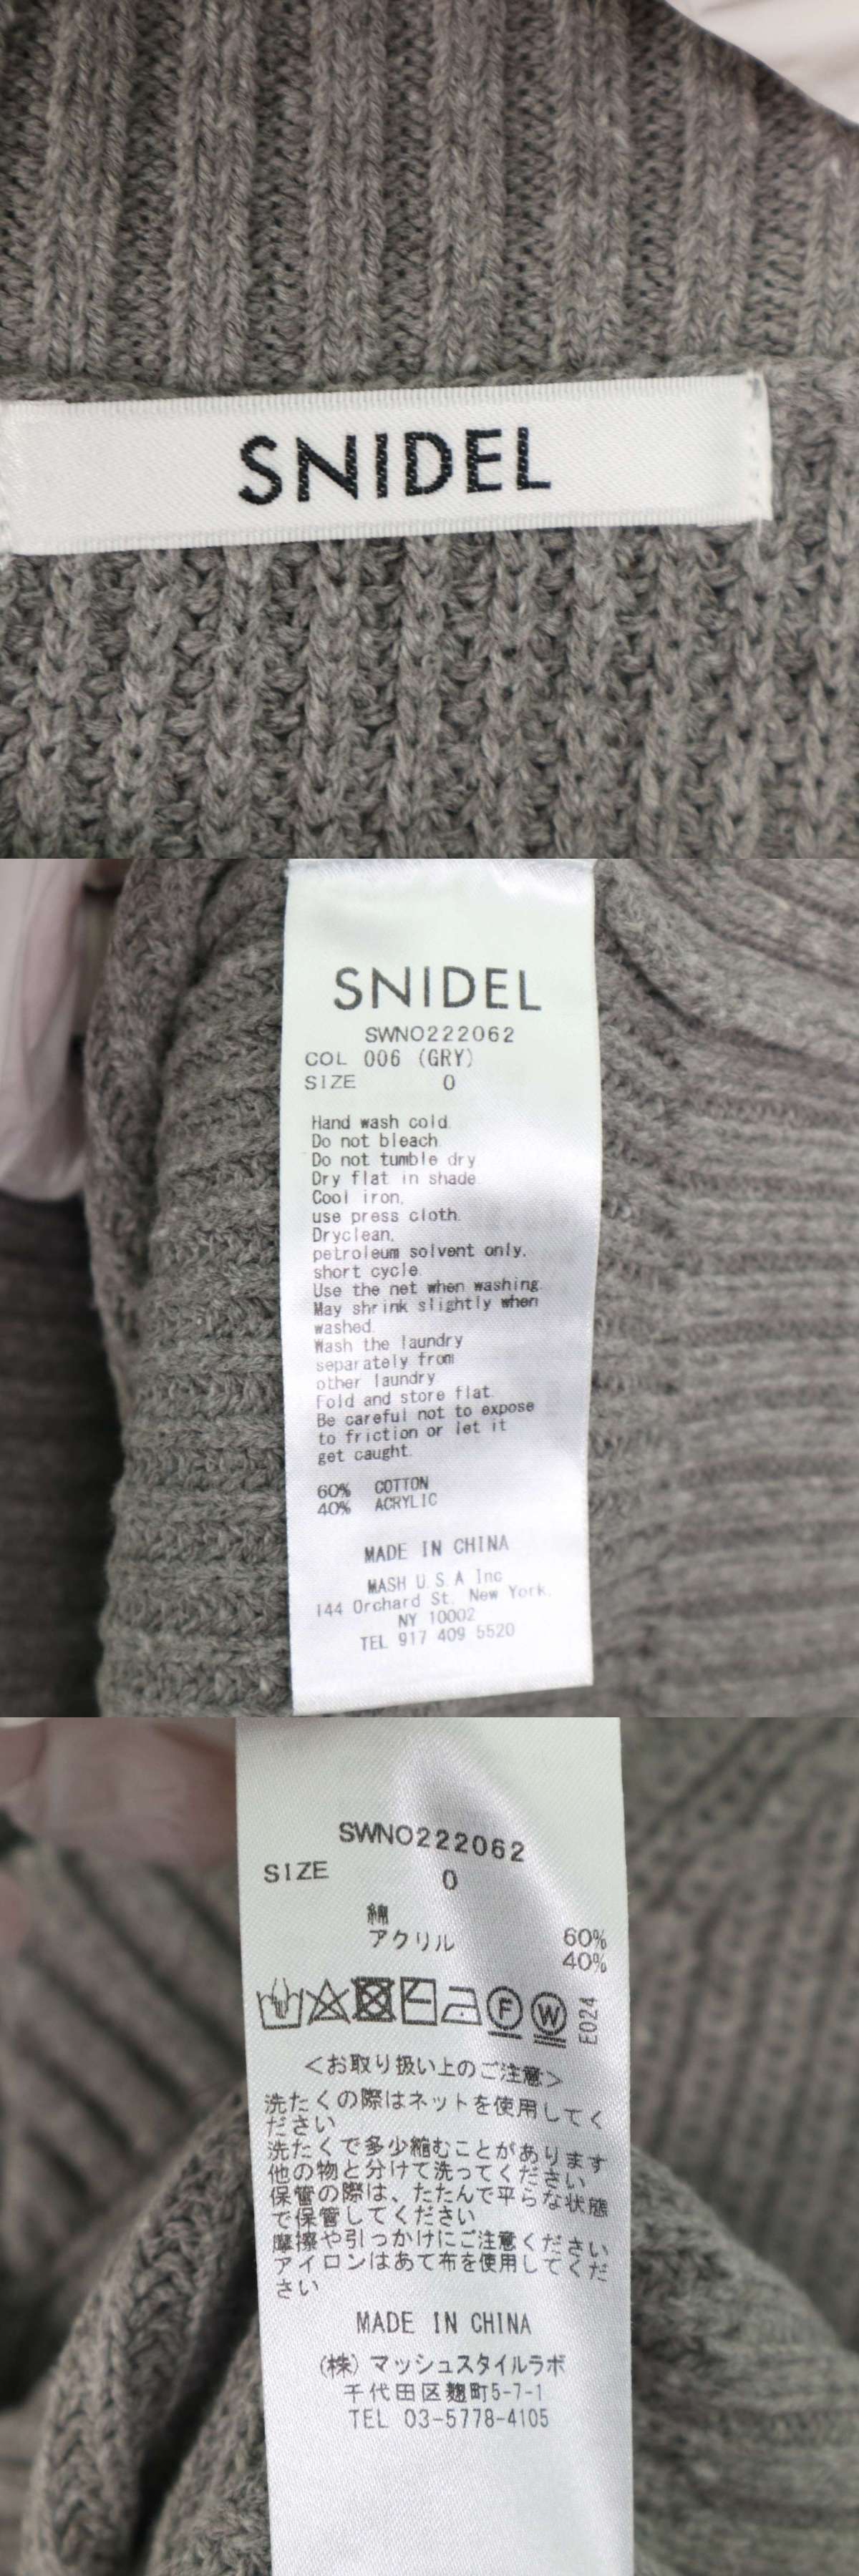 SNIDEL
SNIDEL
SWNO222062
COL 006 (GRY)
SIZE 0
Hand wash cold.
Do not bleach.
Do not tumble dry
Dry flat in shade
Cool iron,
use press cloth.
Dryclean,
petroleum solvent only,
short cycle
Use the net when washing.
May shrink slightly when
washed.
Wash the laundry
separately from
other laundry
Fold and store flat.
Be careful not to expose
to friction or let it
get caught.
60% COTTON
40% ACRYLIC
MADE IN CHINA
MASH U.S.A Inc
144 Orchard St. New York,
NY 10002
TEL 917 409 5520
SWNO222062
SIZE 0
綿 60%
アクリル 40%
F W E024
<お取り扱い上のご注意>
洗たくの際はネットを使用してく
ださい
洗たくで多少縮むことがあります
他の物と分けて洗ってください
保管の際は、たたんで平らな状態
で保管してください
摩擦や引っかけにご注意ください
アイロンはあて布を使用してくだ
さい
MADE IN CHINA
(株) マッシュスタイルラボ
千代田区麹町5-7-1
TEL 03-5778-4105